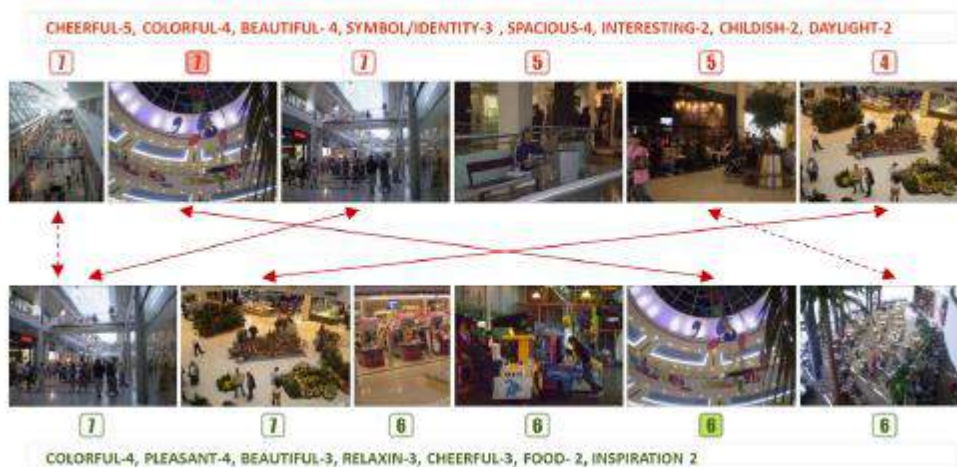 CHEERFUL-5, COLORFUL-4, BEAUTIFUL- 4, SYMBOL/IDENTITY-3 , SPACIOUS-4, INTERESTING-2, CHILDISH-2, DAYLIGHT-2
7 7 7 5 5 4
7 7 6 6 6 6
COLORFUL-4, PLEASANT-4, BEAUTIFUL-3, RELAXIN-3, CHEERFUL-3, FOOD- 2, INSPIRATION 2